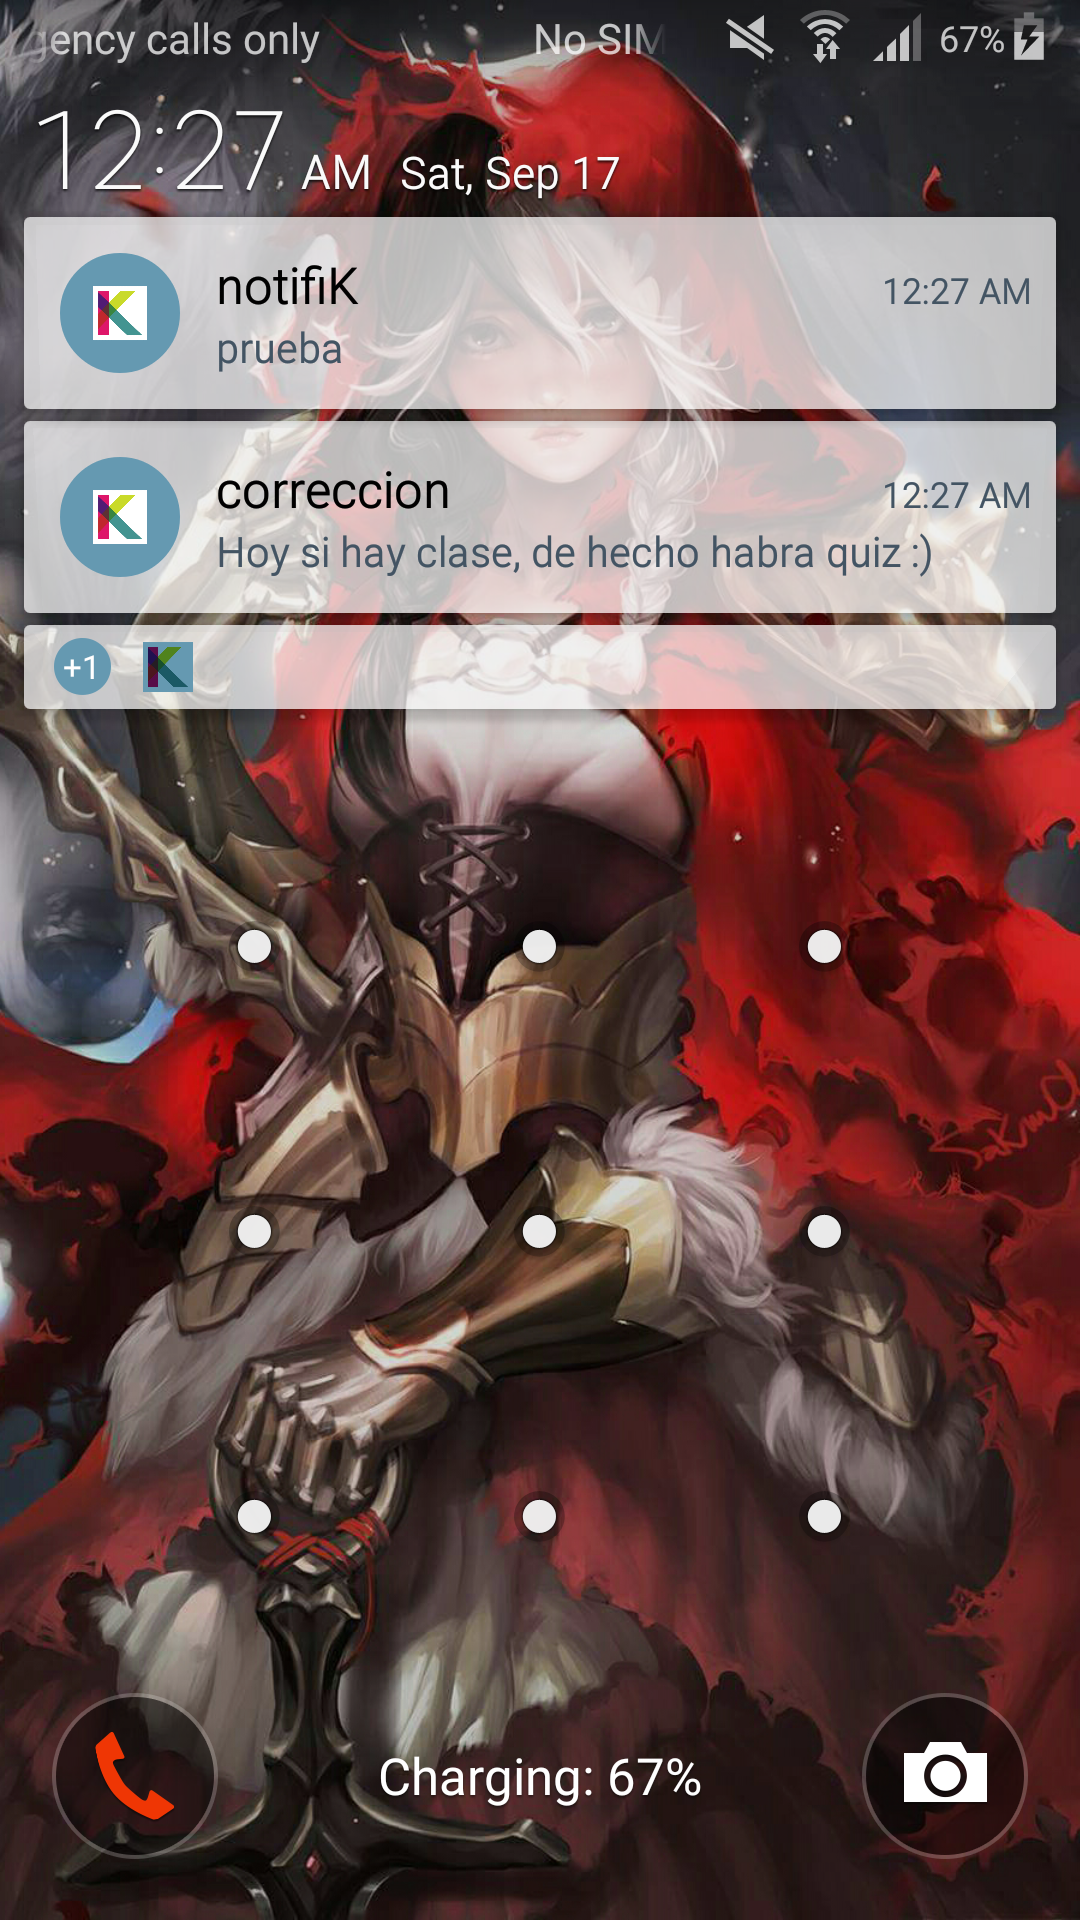 ency calls only No SIM 67%
12:27 AM Sat, Sep 17
notifiK 12:27 AM
prueba
correccion 12:27 AM
Hoy si hay clase, de hecho habra quiz :)
+1
Charging: 67%